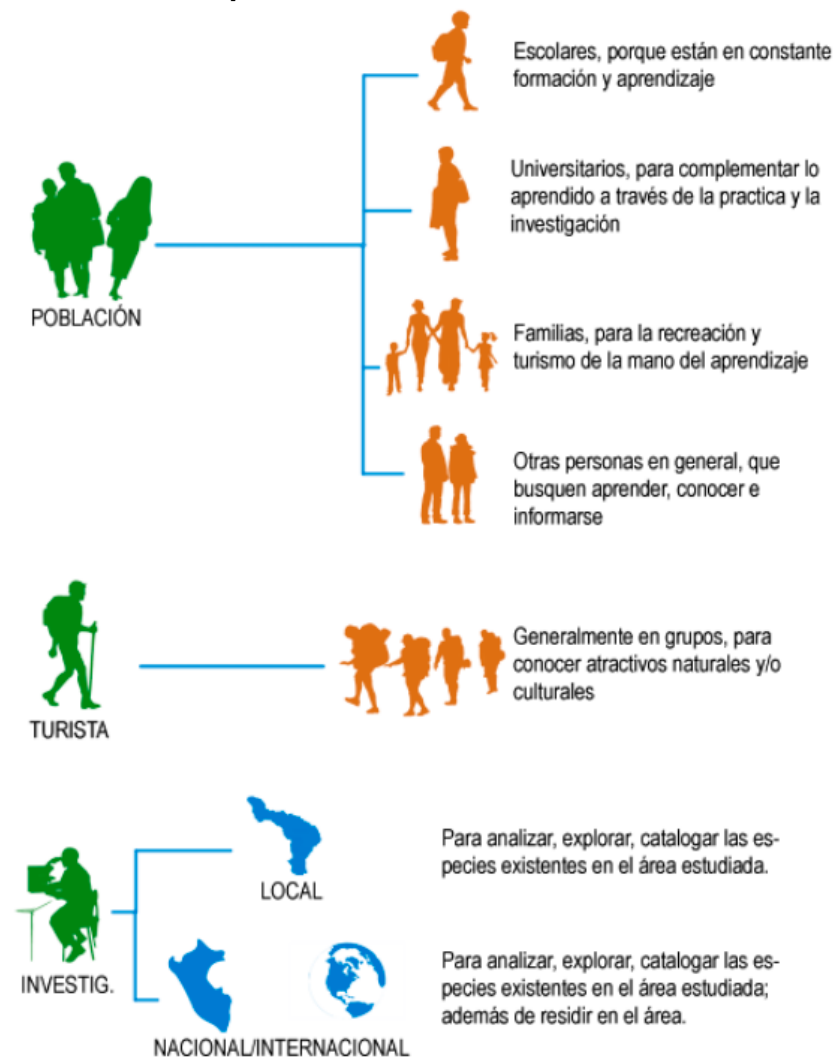 Escolares, porque están en constante
formación y aprendizaje
Universitarios, para complementar lo
aprendido a través de la practica y la
investigación
POBLACIÓN
Familias, para la recreación y
turismo de la mano del aprendizaje
Otras personas en general, que
busquen aprender, conocer e
informarse
Generalmente en grupos, para
conocer atractivos naturales y/o
culturales
TURISTA
Para analizar, explorar, catalogar las es-
pecies existentes en el área estudiada.
LOCAL
INVESTIG.
Para analizar, explorar, catalogar las es-
pecies existentes en el área estudiada;
además de residir en el área.
NACIONAL/INTERNACIONAL